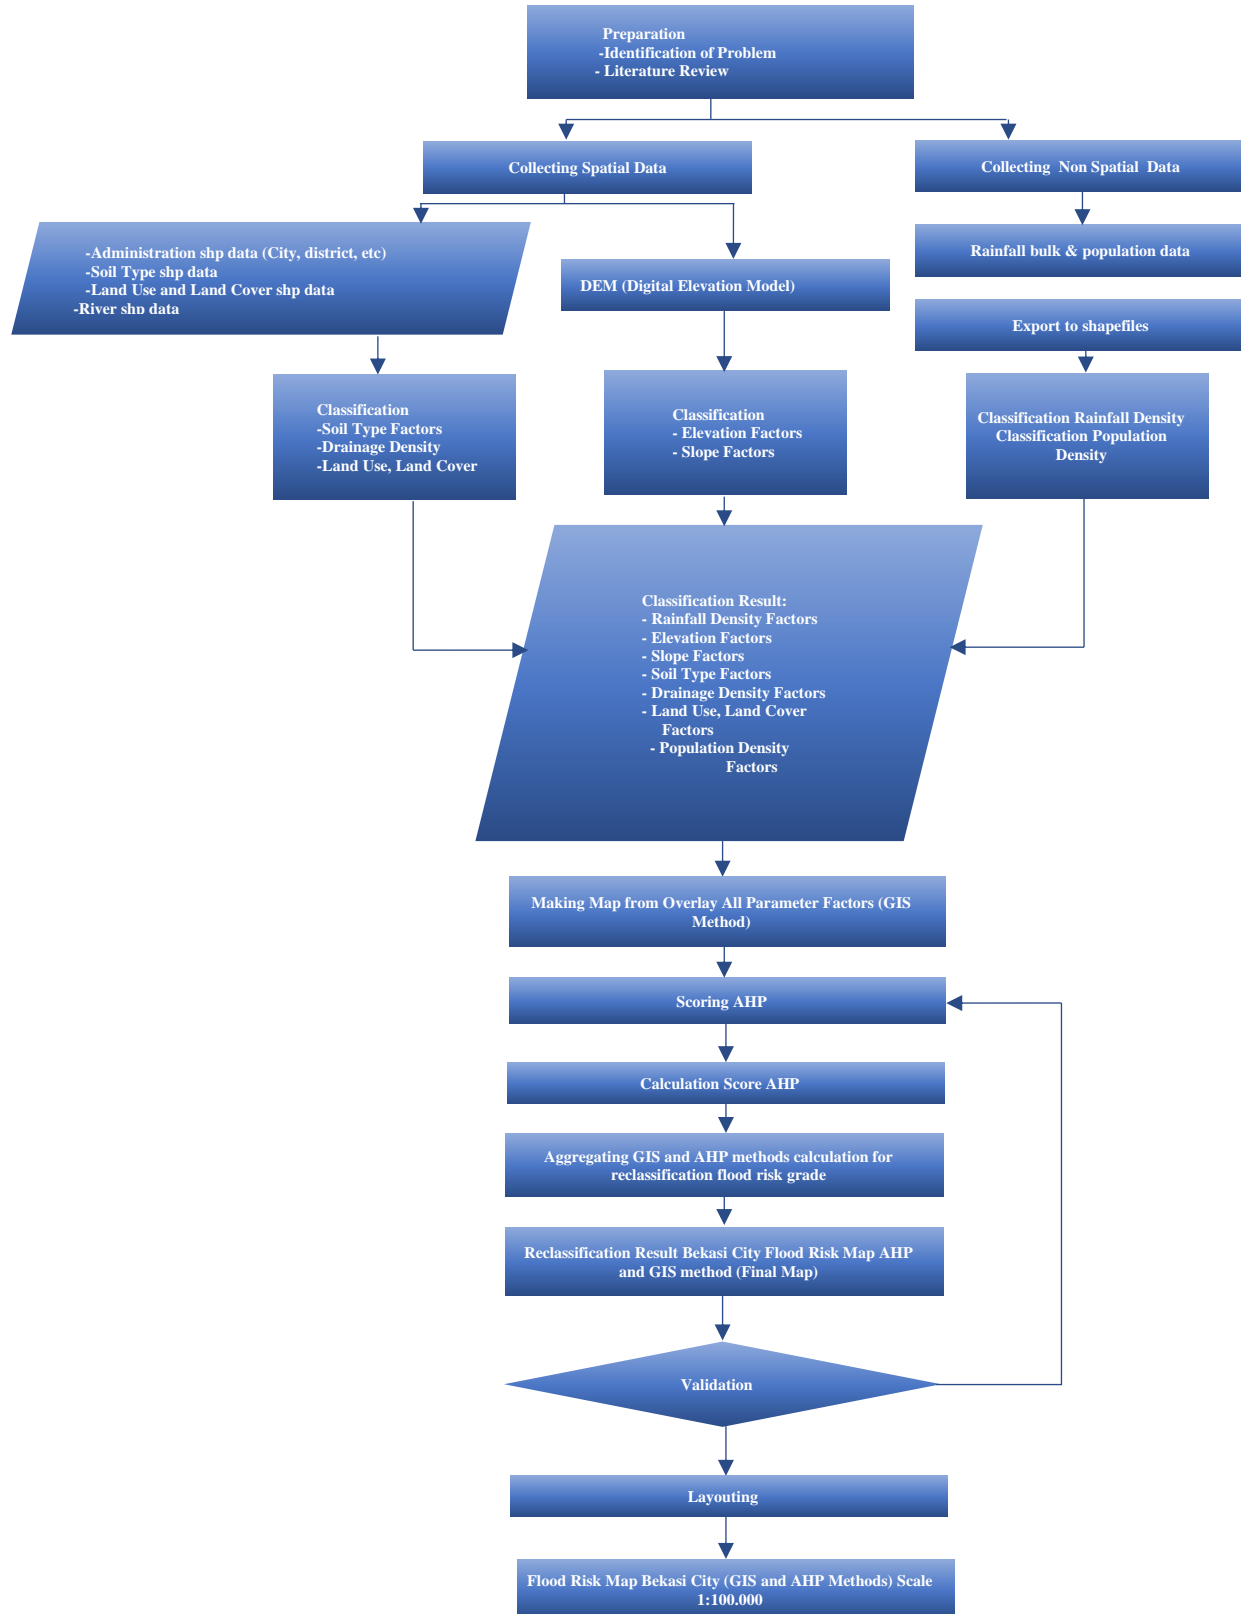 Preparation
-Identification of Problem
- Literature Review
Collecting Spatial Data
Collecting Non Spatial Data
-Administration shp data (City, district, etc)
-Soil Type shp data
-Land Use and Land Cover shp data
-River shp data
DEM (Digital Elevation Model)
Rainfall bulk & population data
Export to shapefiles
Classification
-Soil Type Factors
-Drainage Density
-Land Use, Land Cover
Classification
- Elevation Factors
- Slope Factors
Classification Rainfall Density
Classification Population
Density
Classification Result:
- Rainfall Density Factors
- Elevation Factors
- Slope Factors
- Soil Type Factors
- Drainage Density Factors
- Land Use, Land Cover
Factors
- Population Density
Factors
Making Map from Overlay All Parameter Factors (GIS
Method)
Scoring AHP
Calculation Score AHP
Aggregating GIS and AHP methods calculation for
reclassification flood risk grade
Reclassification Result Bekasi City Flood Risk Map AHP
and GIS method (Final Map)
Validation
Layouting
Flood Risk Map Bekasi City (GIS and AHP Methods) Scale
1:100.000